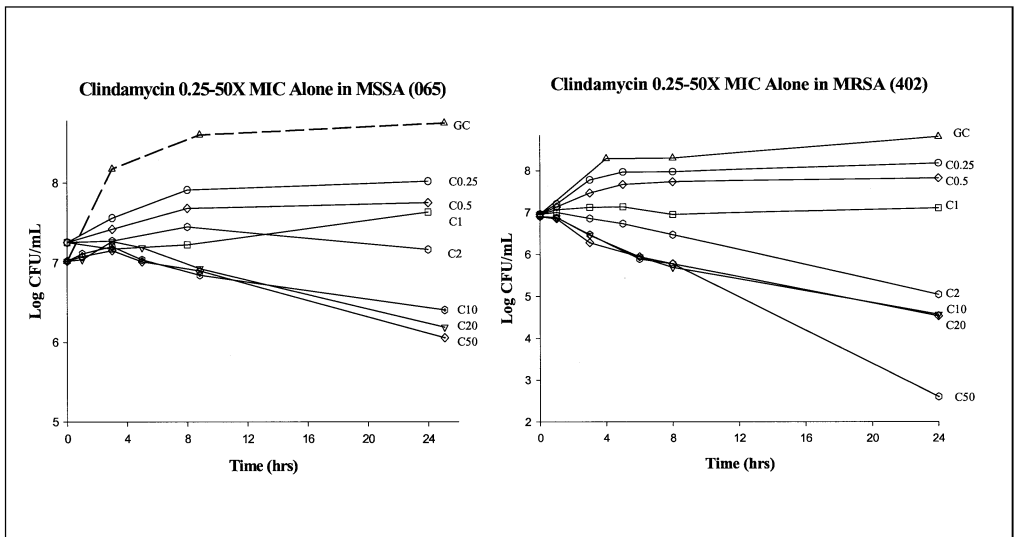 Clindamycin 0.25-50X MIC Alone in MSSA (065)
Log CFU/mL
8
7
6
5
0
4
8
12
16
20
24
Time (hrs)
GC
C0.25
C0.5
C1
C2
C10
C20
C50
Clindamycin 0.25-50X MIC Alone in MRSA (402)
Log CFU/mL
8
7
6
5
4
3
2
0
4
8
12
16
20
24
Time (hrs)
GC
C0.25
C0.5
C1
C2
C10
C20
C50